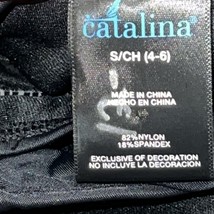 catalina®
S/CH (4-6)
MADE IN CHINA
HECHO EN CHINA
82%NYLON
18%SPANDEX
EXCLUSIVE OF DECORATION
NO INCLUYE LA DECORACION